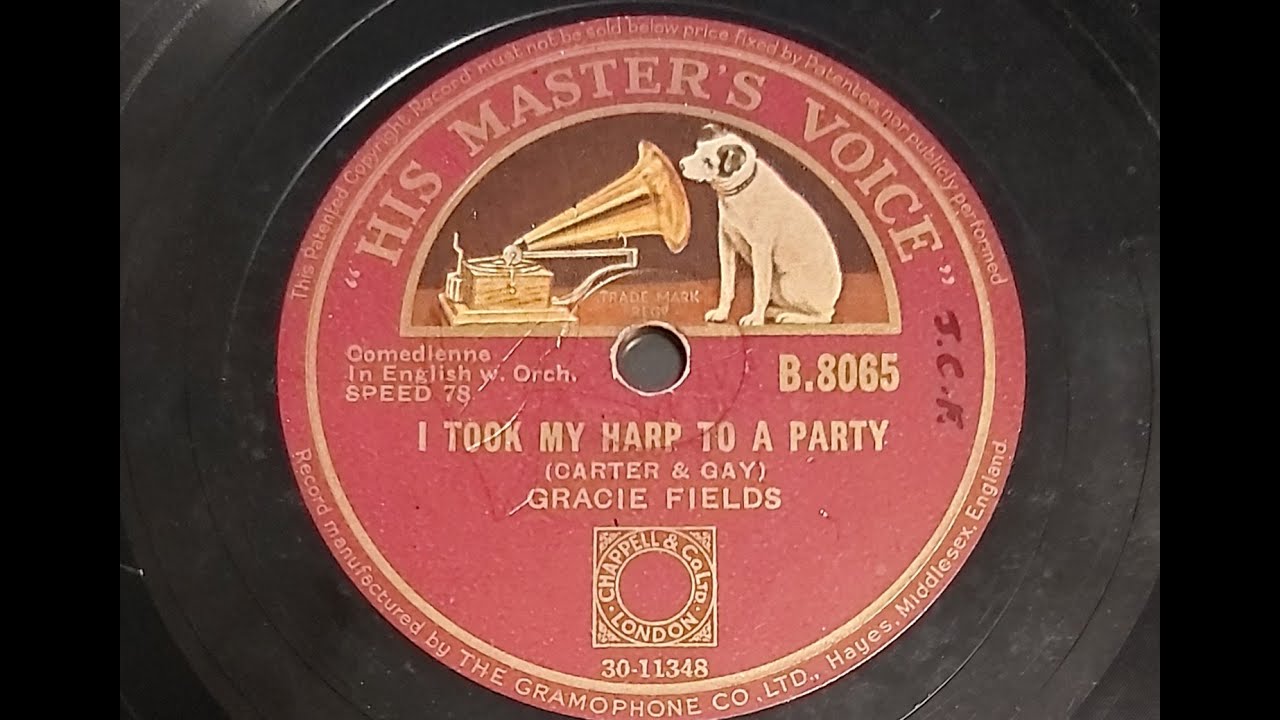 This Patented Copyright Record must not be sold below price fixed by Patentee nor publicly performed
"HIS MASTER'S VOICE"
TRADE MARK
REGD
Comedienne
In English w. Orch.
SPEED 78
B.8065
J.C.K
I TOOK MY HARP TO A PARTY
(CARTER & GAY)
GRACIE FIELDS
CHAPPELL & CO LTD.
· LONDON ·
30-11348
Record manufactured by THE GRAMOPHONE CO.,LTD., Hayes, Middlesex, England.